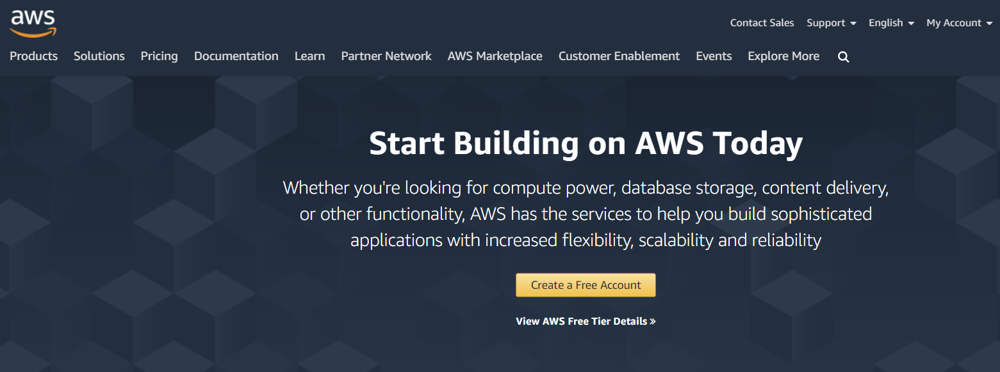 aws
Contact Sales Support English My Account
Products Solutions Pricing Documentation Learn Partner Network AWS Marketplace Customer Enablement Events Explore More
Start Building on AWS Today
Whether you're looking for compute power, database storage, content delivery,
or other functionality, AWS has the services to help you build sophisticated
applications with increased flexibility, scalability and reliability
Create a Free Account
View AWS Free Tier Details »